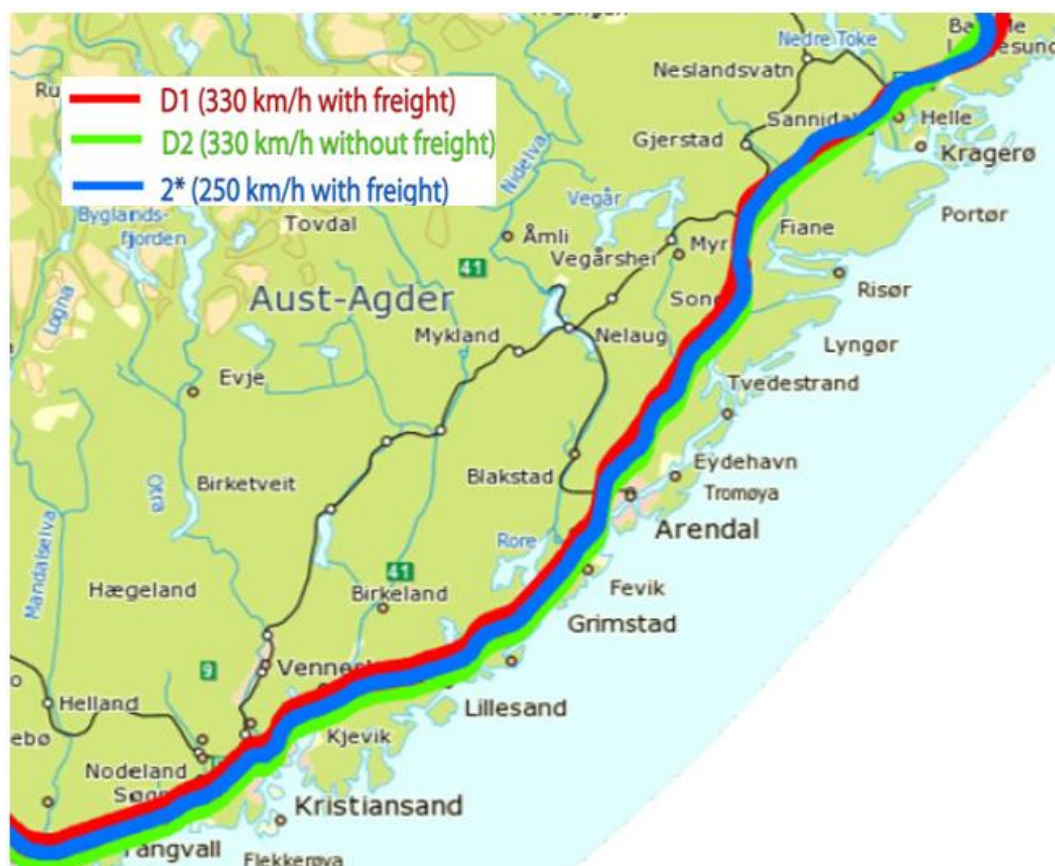 Nedre Toke
Neslandsvatn
D1 (330 km/h with freight)
D2 (330 km/h without freight)
2* (250 km/h with freight)
Helle
Gjerstad
Kragerø
Nidelva
Portør
Byglands-
fjorden
Tovdal
Vegår
Fiane
Åmli
Myr
Vegårshei
41
Risør
Logna
Aust-Agder
Mykland
Nelaug
Lyngør
Evje
Tvedestrand
Eydehavn
Blakstad
Birketveit
Otra
Tromøya
Arendal
Mandalselva
Rore
41
Hægeland
Birkeland
Fevik
Grimstad
9
Helland
Lillesand
Kjevik
Nodeland
Kristiansand
Flekkerøya